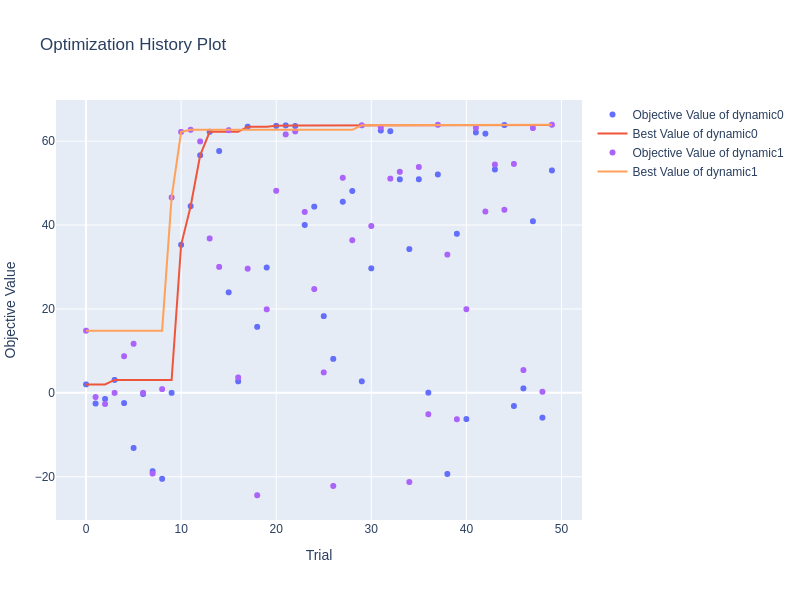 Optimization History Plot
Objective Value of dynamic0
Best Value of dynamic0
Objective Value of dynamic1
Best Value of dynamic1
Objective Value
60
40
20
0
−20
0 10 20 30 40 50
Trial